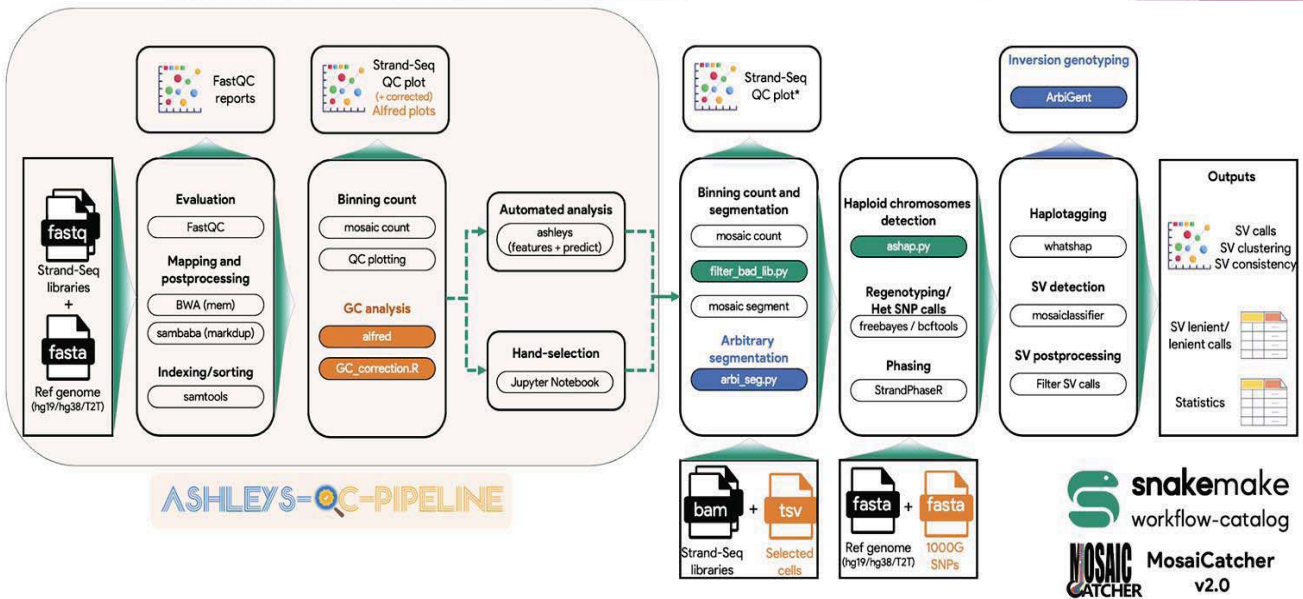 FastQC
reports
Strand-Seq
QC plot
(+ corrected)
Alfred plots
Strand-Seq
QC plot*
Inversion genotyping
ArbiGent
fastq
Strand-Seq
libraries
+
fasta
Ref genome
(hg19/hg38/T2T)
Evaluation
FastQC
Mapping and
postprocessing
BWA (mem)
sambaba (markdup)
Indexing/sorting
samtools
Binning count
mosaic count
QC plotting
GC analysis
alfred
GC_correction.R
Automated analysis
ashleys
(features + predict)
Hand-selection
Jupyter Notebook
Binning count and
segmentation
mosaic count
filter_bad_lib.py
mosaic segment
Arbitrary
segmentation
arbi_seg.py
Haploid chromosomes
detection
ashap.py
Regenotyping/
Het SNP calls
freebayes / bcftools
Phasing
StrandPhaseR
Haplotagging
whatshap
SV detection
mosaiclassifier
SV postprocessing
Filter SV calls
Outputs
SV calls
SV clustering
SV consistency
SV lenient/
lenient calls
Statistics
ASHLEYS-QC-PIPELINE
bam + tsv
Strand-Seq
libraries
Selected
cells
fasta + fasta
Ref genome
(hg19/hg38/T2T)
1000G
SNPs
snakemake
workflow-catalog
MOSAIC
CATCHER
MosaiCatcher
v2.0